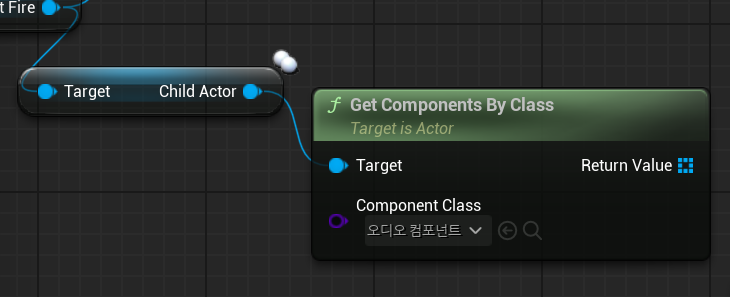 t Fire
Target Child Actor
f Get Components By Class
Target is Actor
Target Return Value
Component Class
오디오 컴포넌트